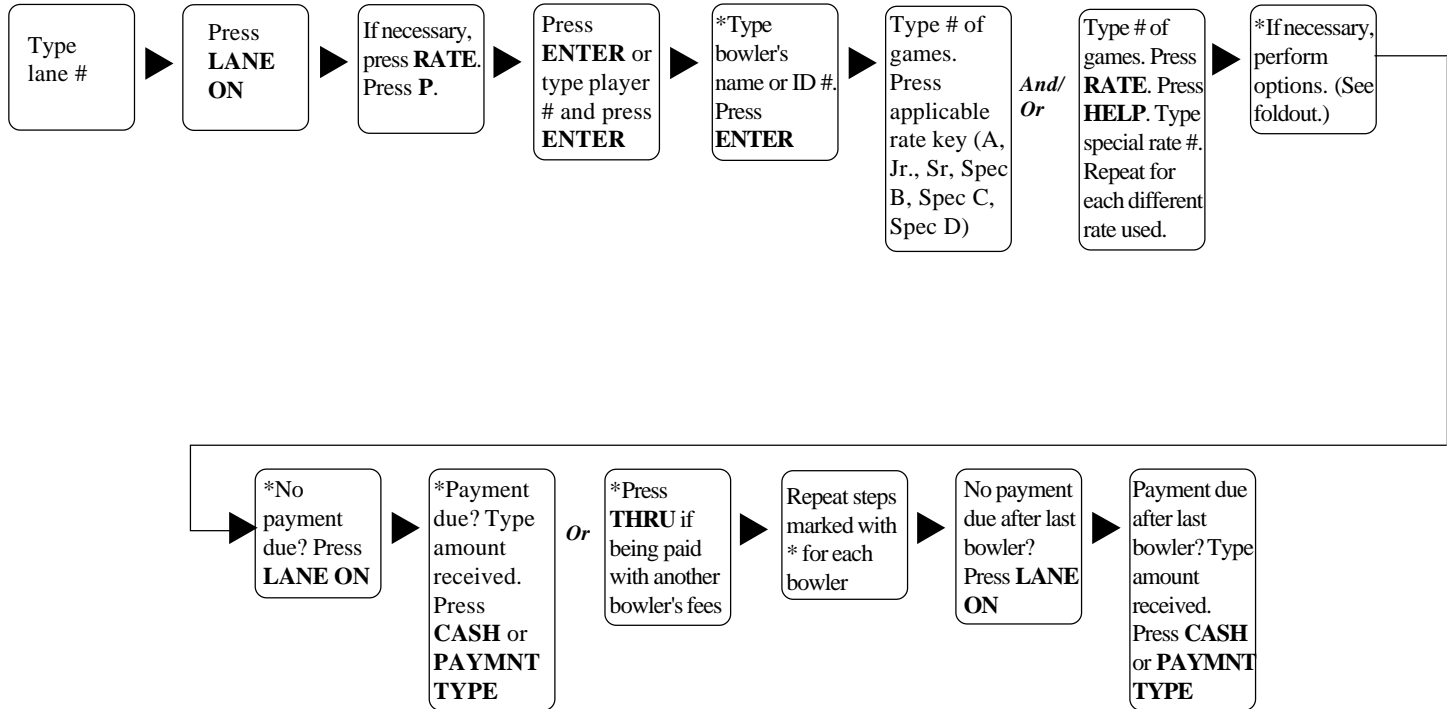 Type
lane #
Press
LANE
ON
If necessary,
press RATE.
Press P.
Press
ENTER or
type player
# and press
ENTER
*Type
bowler's
name or ID #.
Press
ENTER
Type # of
games.
Press
applicable
rate key (A,
Jr., Sr, Spec
B, Spec C,
Spec D)
And/
Or
Type # of
games. Press
RATE. Press
HELP. Type
special rate #.
Repeat for
each different
rate used.
*If necessary,
perform
options. (See
foldout.)
*No
payment
due? Press
LANE ON
*Payment
due? Type
amount
received.
Press
CASH or
PAYMNT
TYPE
Or
*Press
THRU if
being paid
with another
bowler's fees
Repeat steps
marked with
* for each
bowler
No payment
due after last
bowler?
Press LANE
ON
Payment due
after last
bowler? Type
amount
received.
Press CASH
or PAYMNT
TYPE